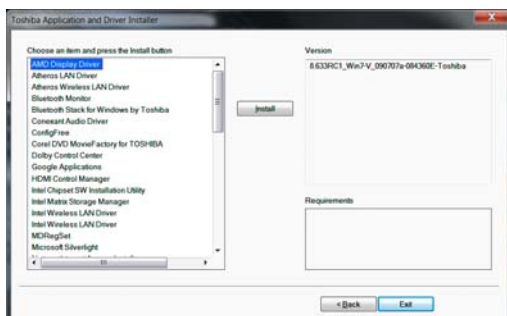 Toshiba Application and Driver Installer
Choose an item and press the Install button
AMD Display Driver
Atheros LAN Driver
Atheros Wireless LAN Driver
Bluetooth Monitor
Bluetooth Stack for Windows by Toshiba
Conexant Audio Driver
ConfigFree
Corel DVD MovieFactory for TOSHIBA
Dolby Control Center
Google Applications
HDMI Control Manager
Intel Chipset SW Installation Utility
Intel Matrix Storage Manager
Intel Wireless LAN Driver
Intel Wireless LAN Driver
MDRegSet
Microsoft Silverlight
Install
Version
8.633RC1_Win7-V_090707a-084360E-Toshiba
Requirements
< Back
Exit